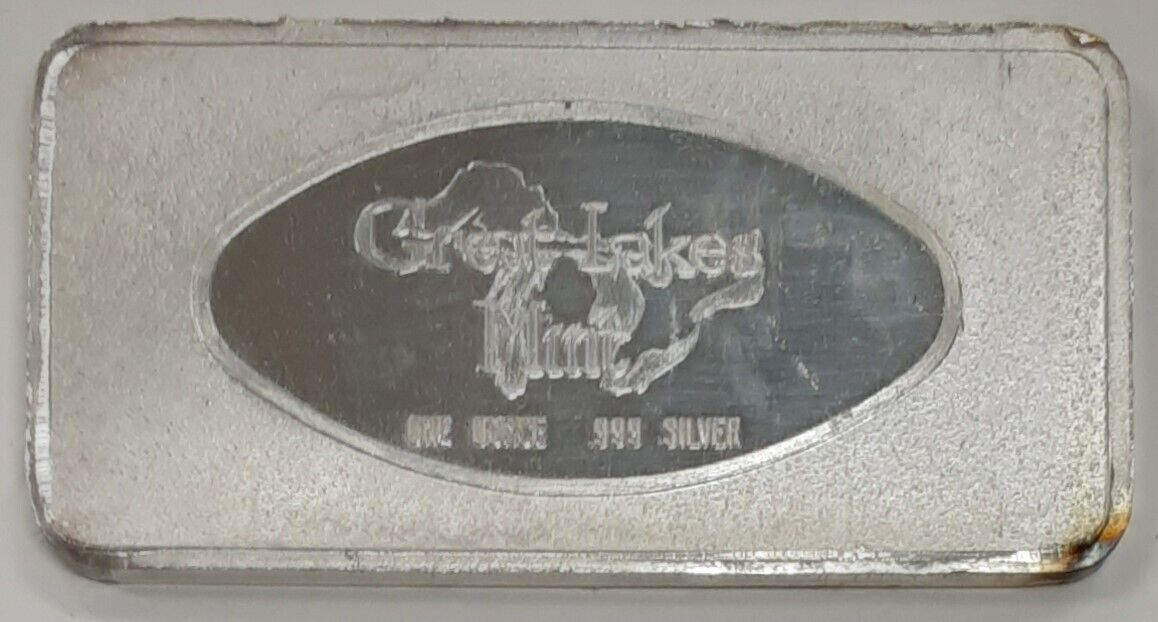 Great Lakes
Mint
ONE OUNCE .999 SILVER